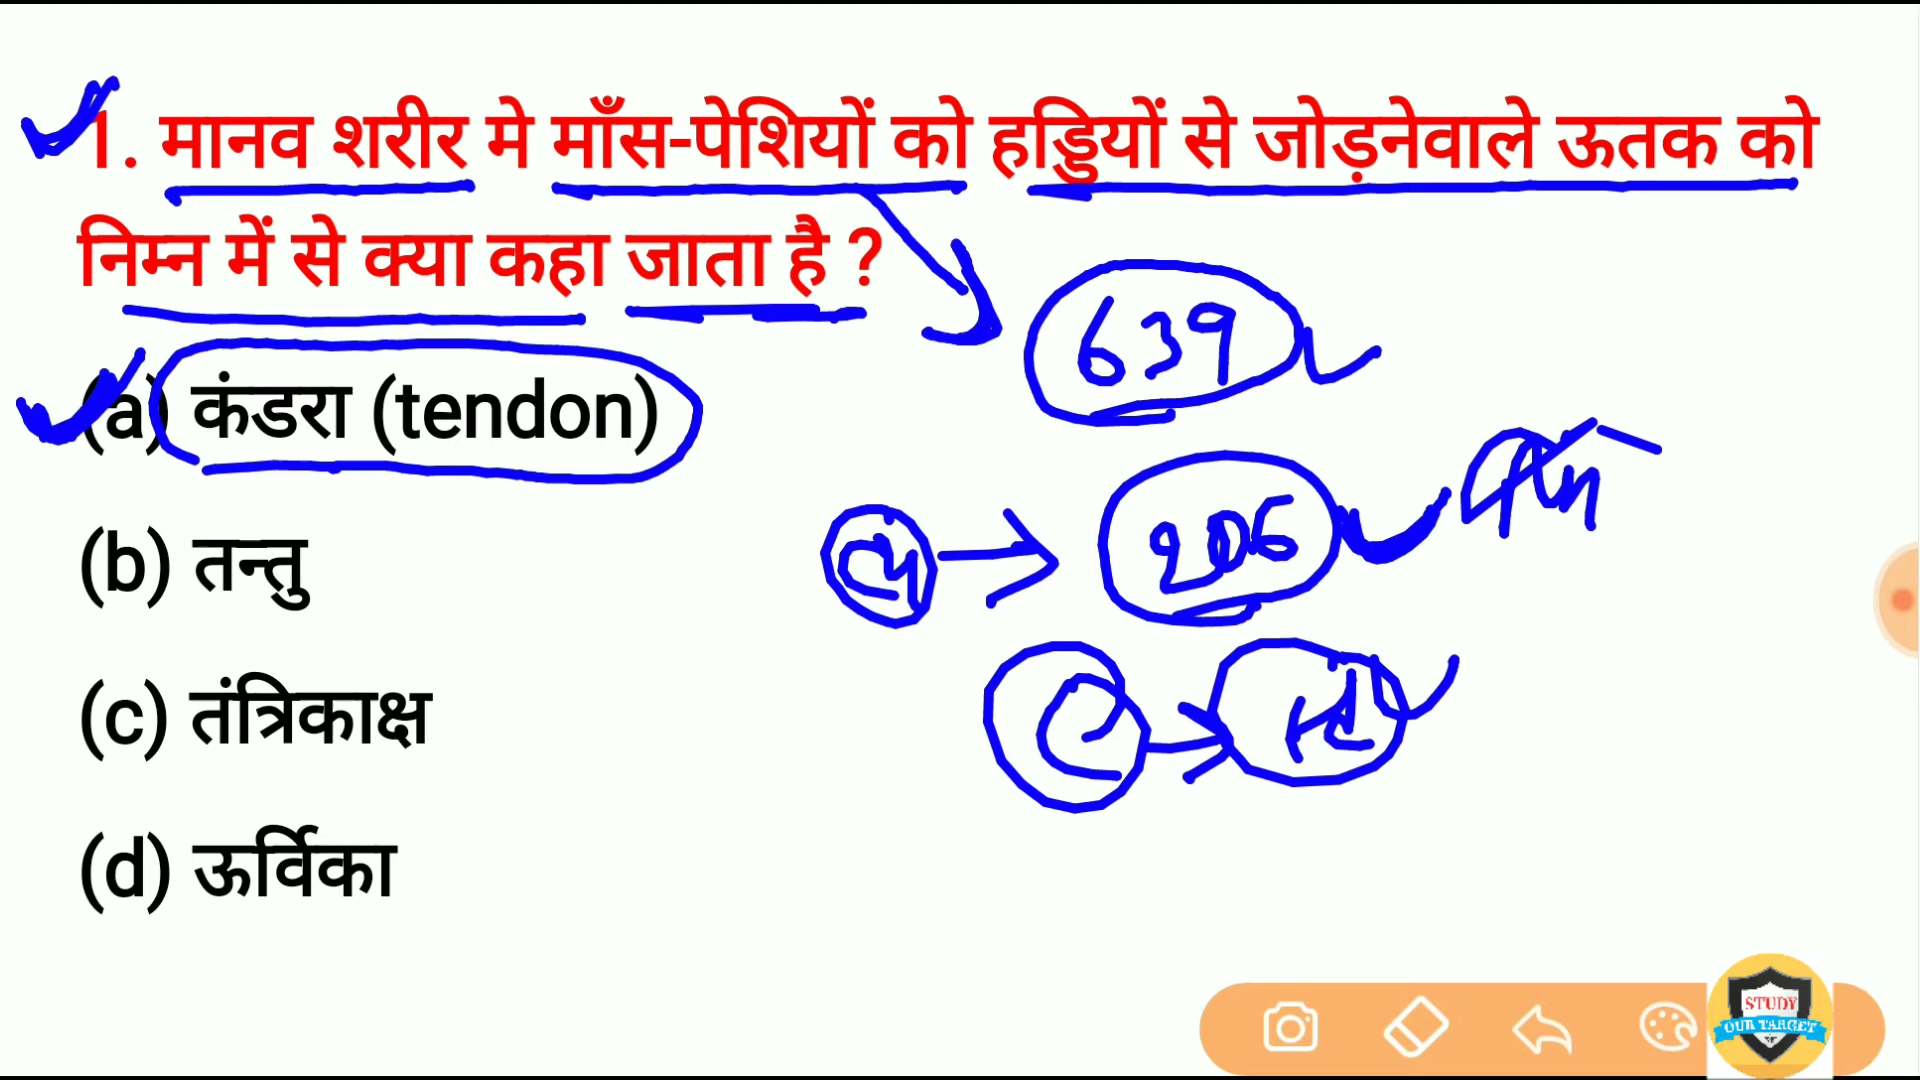 1. मानव शरीर मे माँस-पेशियों को हड्डियों से जोड़नेवाले ऊतक को
निम्न में से क्या कहा जाता है ?
639
(a) कंडरा (tendon)
206
(b) तन्तु
(c) तंत्रिकाक्ष
(d) ऊर्विका
STUDY
OUR TARGET